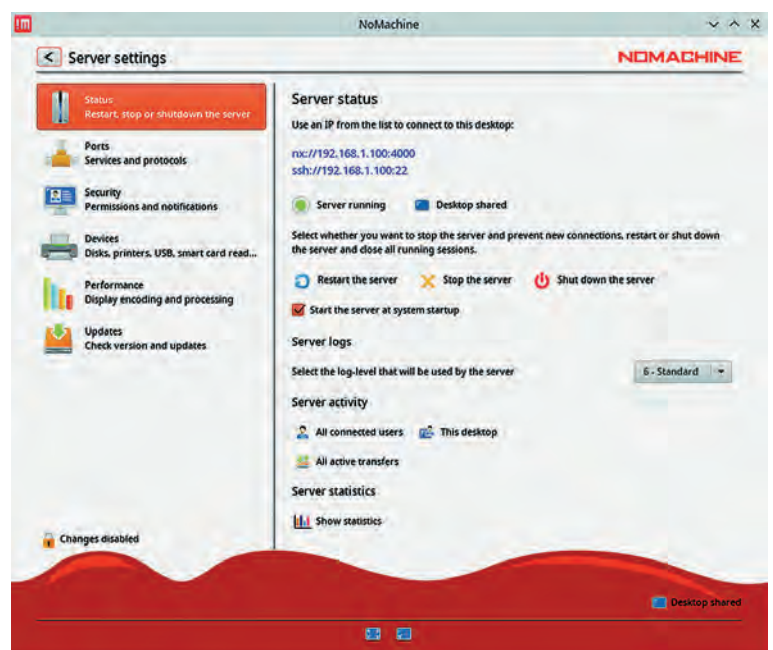 NoMachine
Server settings
NOMACHINE
Status
Restart, stop or shutdown the server
Ports
Services and protocols
Security
Permissions and notifications
Devices
Disks, printers, USB, smart card read...
Performance
Display encoding and processing
Updates
Check version and updates
Changes disabled
Server status
Use an IP from the list to connect to this desktop:
nx://192.168.1.100:4000
ssh://192.168.1.100:22
Server running Desktop shared
Select whether you want to stop the server and prevent new connections, restart or shut down
the server and close all running sessions.
Restart the server Stop the server Shut down the server
Start the server at system startup
Server logs
Select the log-level that will be used by the server 6 - Standard
Server activity
All connected users This desktop
All active transfers
Server statistics
Show statistics
Desktop shared